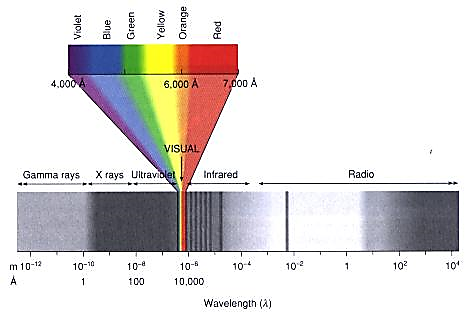 Violet Blue Green Yellow Orange Red
4,000 Å 6,000 Å 7,000 Å
VISUAL
Gamma rays X rays Ultraviolet Infrared Radio
m 10-12 10-10 10-8 10-6 10-4 10-2 1 102 104
Å 1 100 10,000
Wavelength (λ)